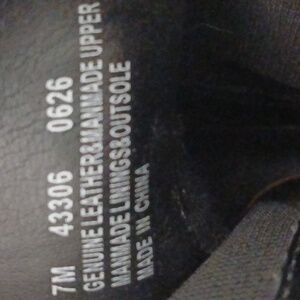 7M 43306 0626
GENUINE LEATHER&MANMADE UPPER
MANMADE LININGS&OUTSOLE
MADE IN CHINA